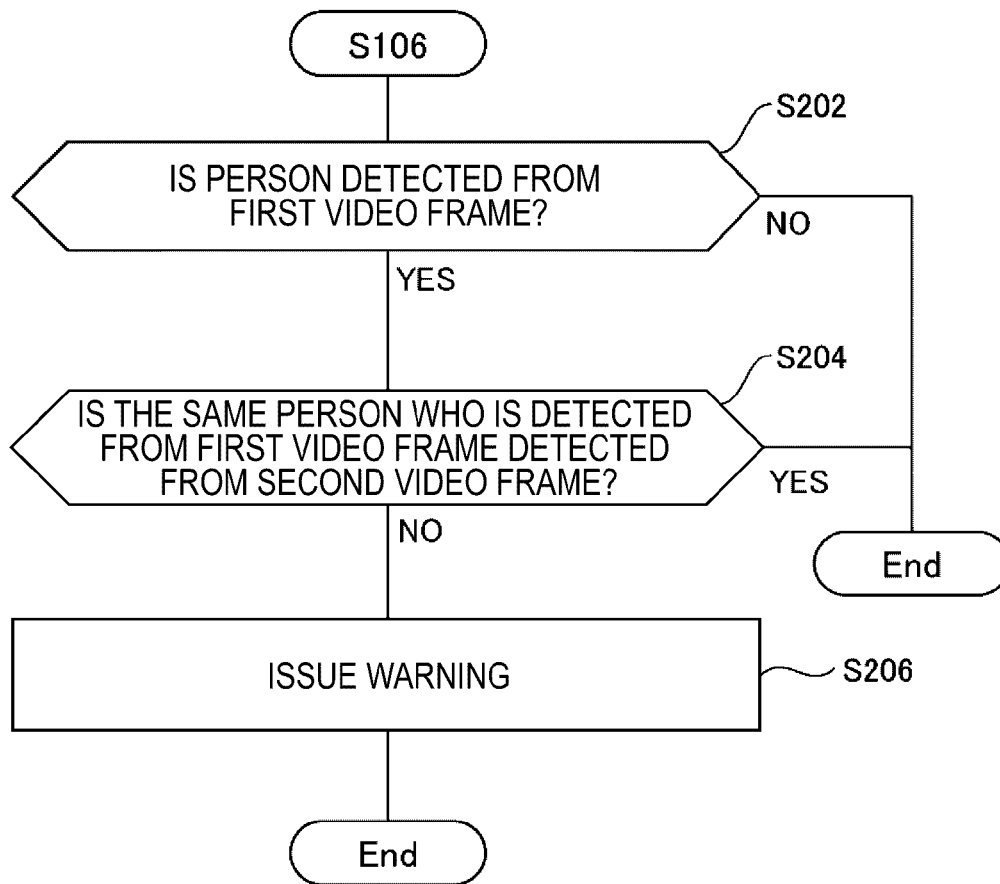 S106
S202
IS PERSON DETECTED FROM
FIRST VIDEO FRAME?
NO
YES
S204
IS THE SAME PERSON WHO IS DETECTED
FROM FIRST VIDEO FRAME DETECTED
FROM SECOND VIDEO FRAME?
YES
NO
End
ISSUE WARNING
S206
End